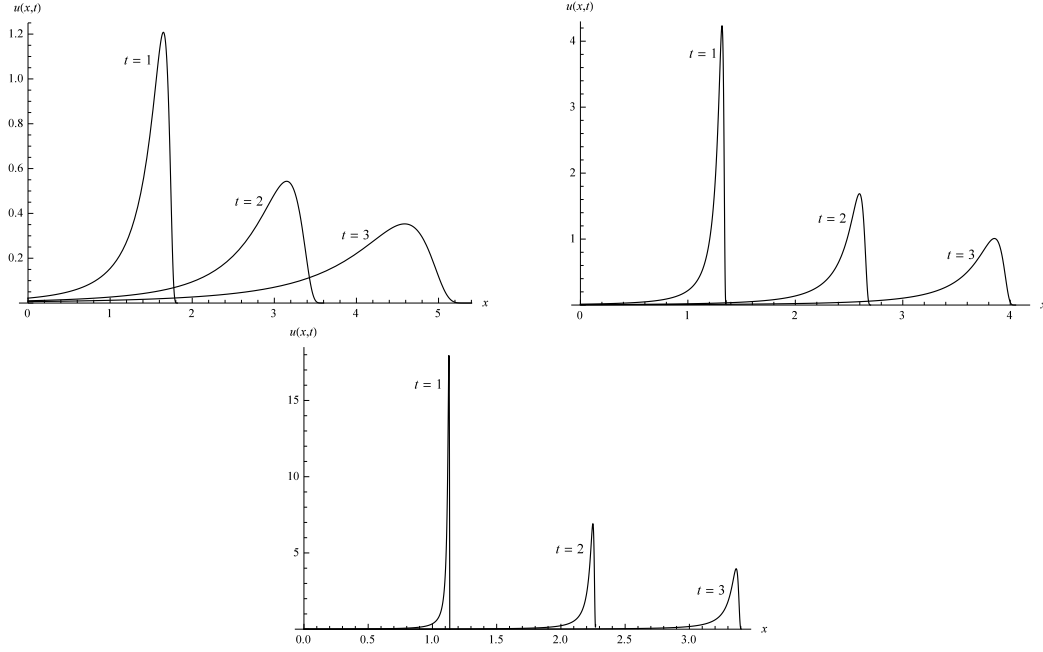 u(x,t)
1.2
1.0
0.8
0.6
0.4
0.2
t = 1
t = 2
t = 3
0 1 2 3 4 5 x
u(x,t)
4
3
2
1
t = 1
t = 2
t = 3
0 1 2 3 4 x
u(x,t)
15
10
5
t = 1
t = 2
t = 3
0.0 0.5 1.0 1.5 2.0 2.5 3.0 x